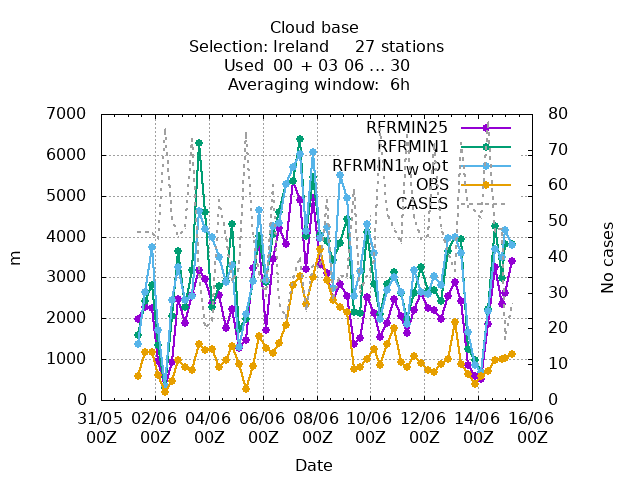 Cloud base
Selection: Ireland 27 stations
Used 00 + 03 06 ... 30
Averaging window: 6h
7000
6000
5000
4000
3000
2000
1000
0
m
80
70
60
50
40
30
20
10
0
No cases
RFRMIN25
RFRMIN1
RFRMIN1_W opt
OBS
CASES
31/05 02/06 04/06 06/06 08/06 10/06 12/06 14/06 16/06
00Z 00Z 00Z 00Z 00Z 00Z 00Z 00Z 00Z
Date